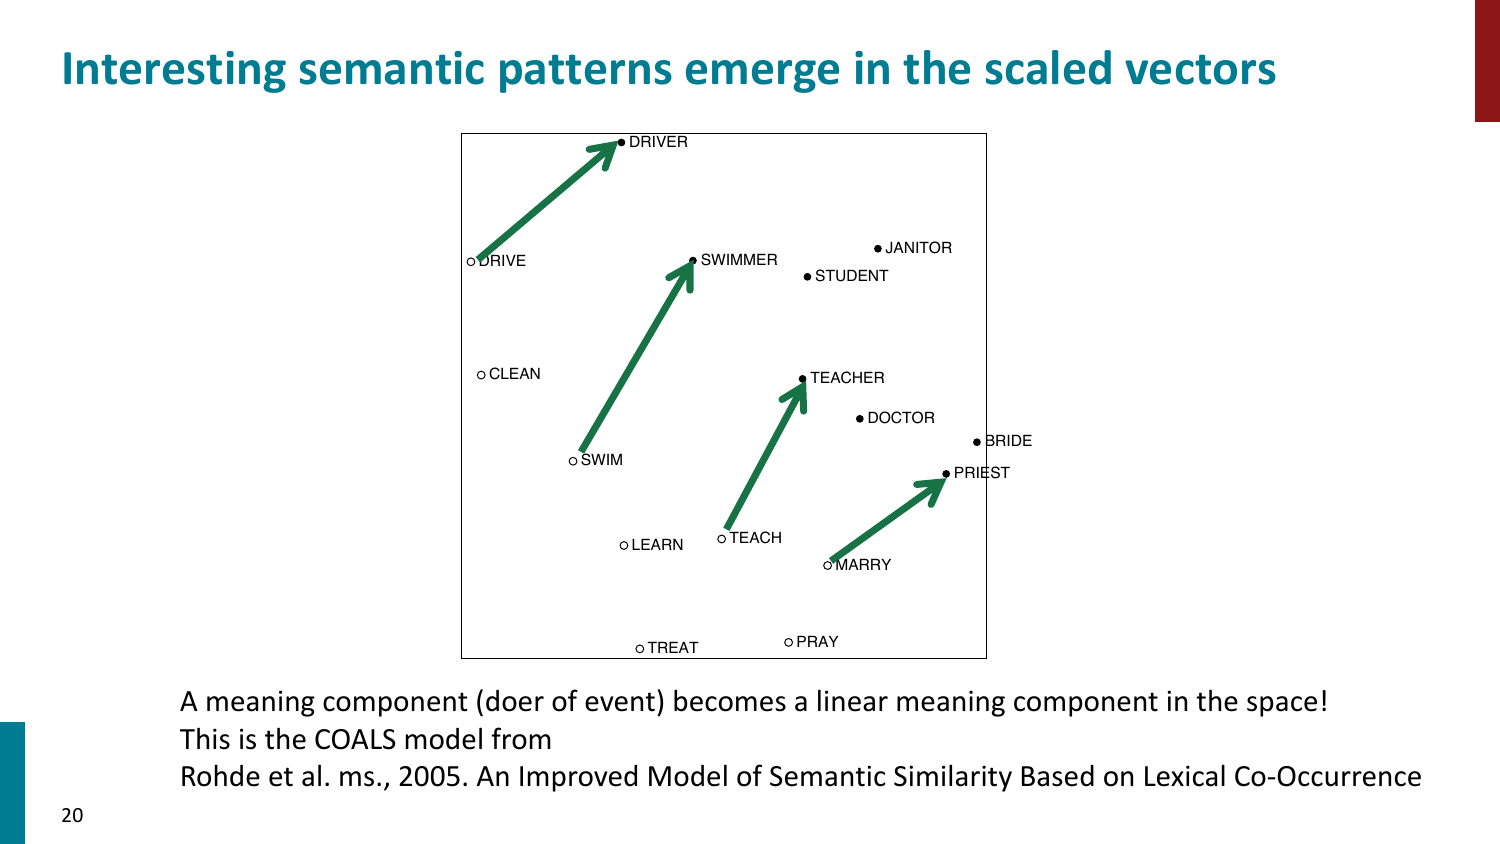 Interesting semantic patterns emerge in the scaled vectors
DRIVER
JANITOR
DRIVE
SWIMMER
STUDENT
CLEAN
TEACHER
DOCTOR
BRIDE
SWIM
PRIEST
LEARN
TEACH
MARRY
TREAT
PRAY
A meaning component (doer of event) becomes a linear meaning component in the space!
This is the COALS model from
Rohde et al. ms., 2005. An Improved Model of Semantic Similarity Based on Lexical Co-Occurrence
20